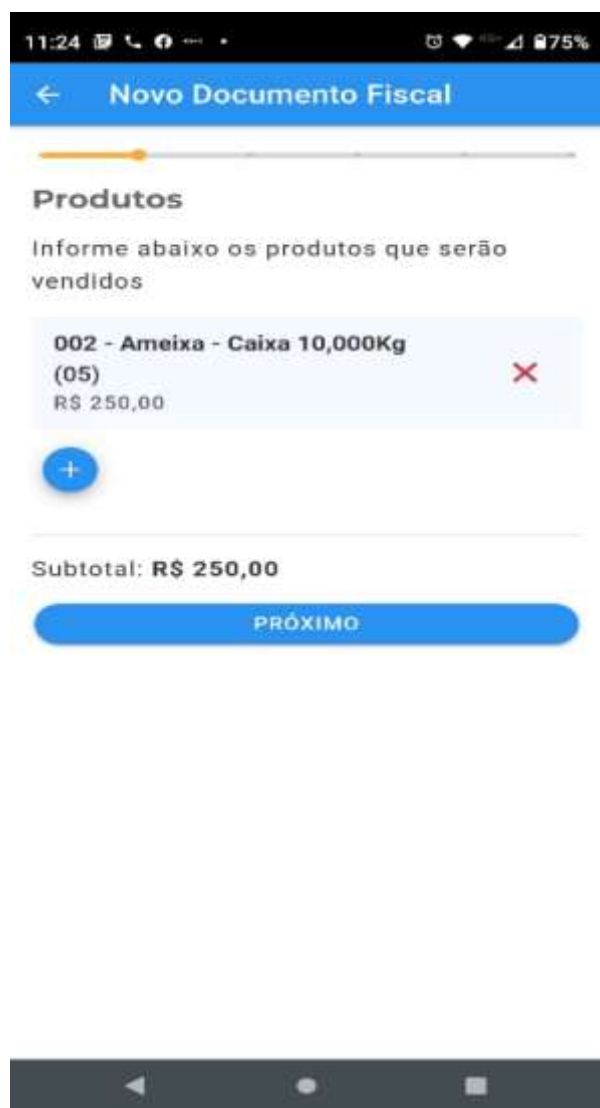 11:24
75%
Novo Documento Fiscal
Produtos
Informe abaixo os produtos que serão
vendidos
002 - Ameixa - Caixa 10,000Kg
(05)
R$ 250,00
Subtotal: R$ 250,00
PRÓXIMO